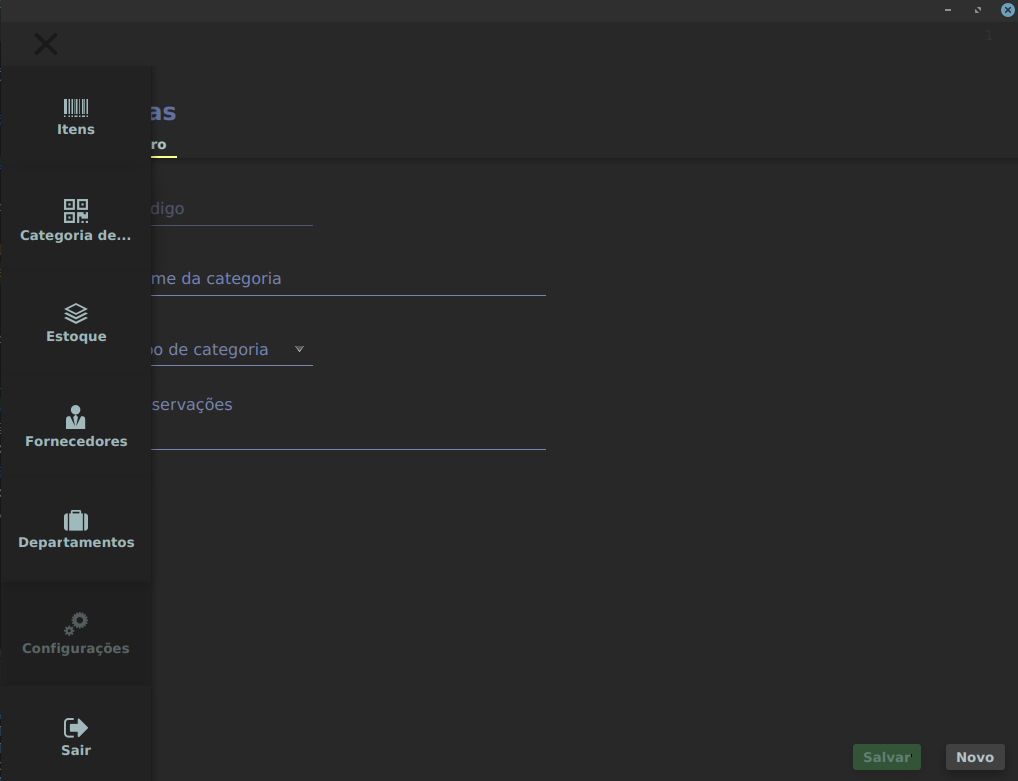 1
as
Itens
ro
digo
Categoria de...
me da categoria
Estoque
o de categoria
servações
Fornecedores
Departamentos
Configurações
Sair
Salvar
Novo